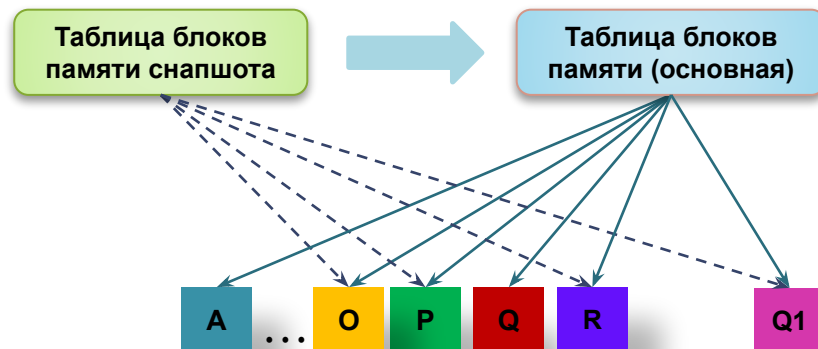 Таблица блоков
памяти снапшота
Таблица блоков
памяти (основная)
A ... O P Q R Q1